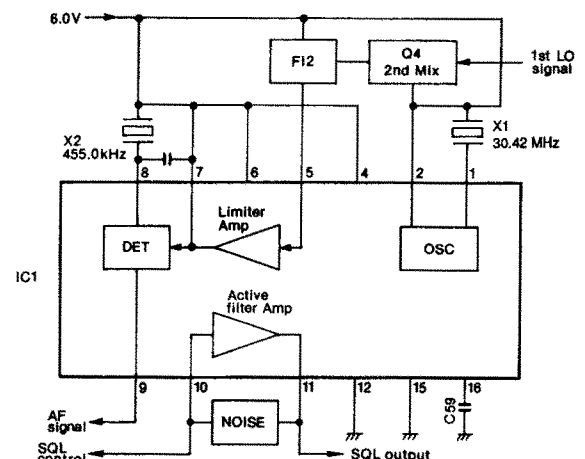 6.0V
FI2
Q4
2nd Mix
1st LO
signal
X2
455.0kHz
X1
30.42 MHz
8
7
6
5
4
2
1
Limiter
Amp
DET
OSC
IC1
Active
filter Amp
9
10
11
12
15
16
AF
signal
NOISE
C59
SQL
control
SQL output